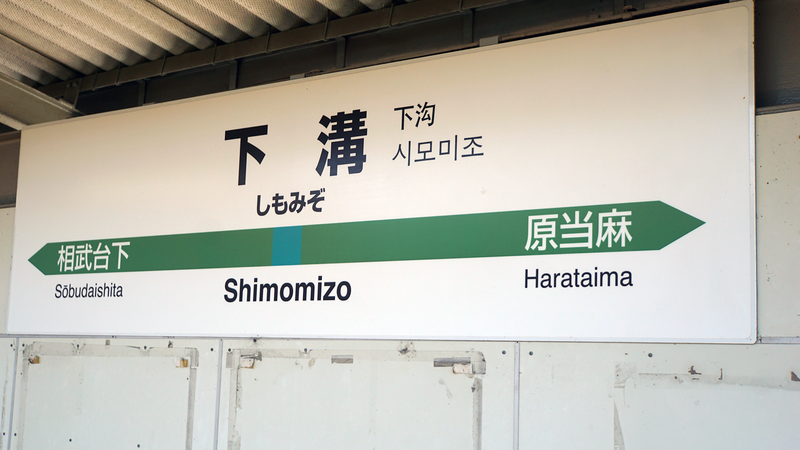 下溝
下沟
시모미조
しもみぞ
相武台下
原当麻
Sōbudaishita
Shimomizo
Harataima